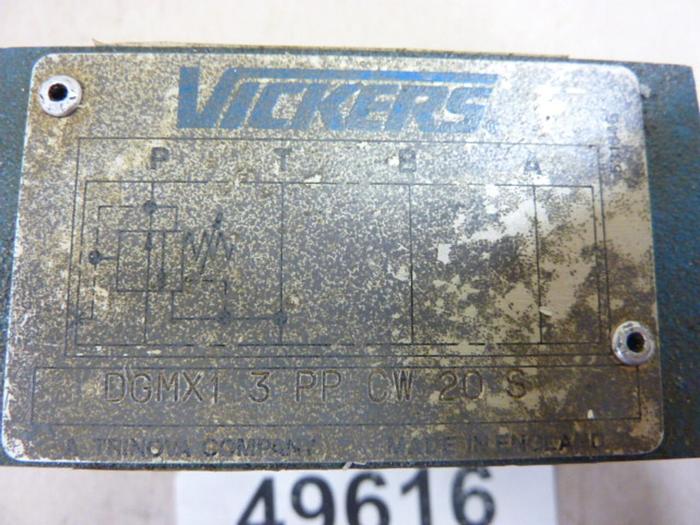 VICKERS
P T B A
DGMX1 3 PP CW 20 S
A TRINOVA COMPANY MADE IN ENGLAND
49616